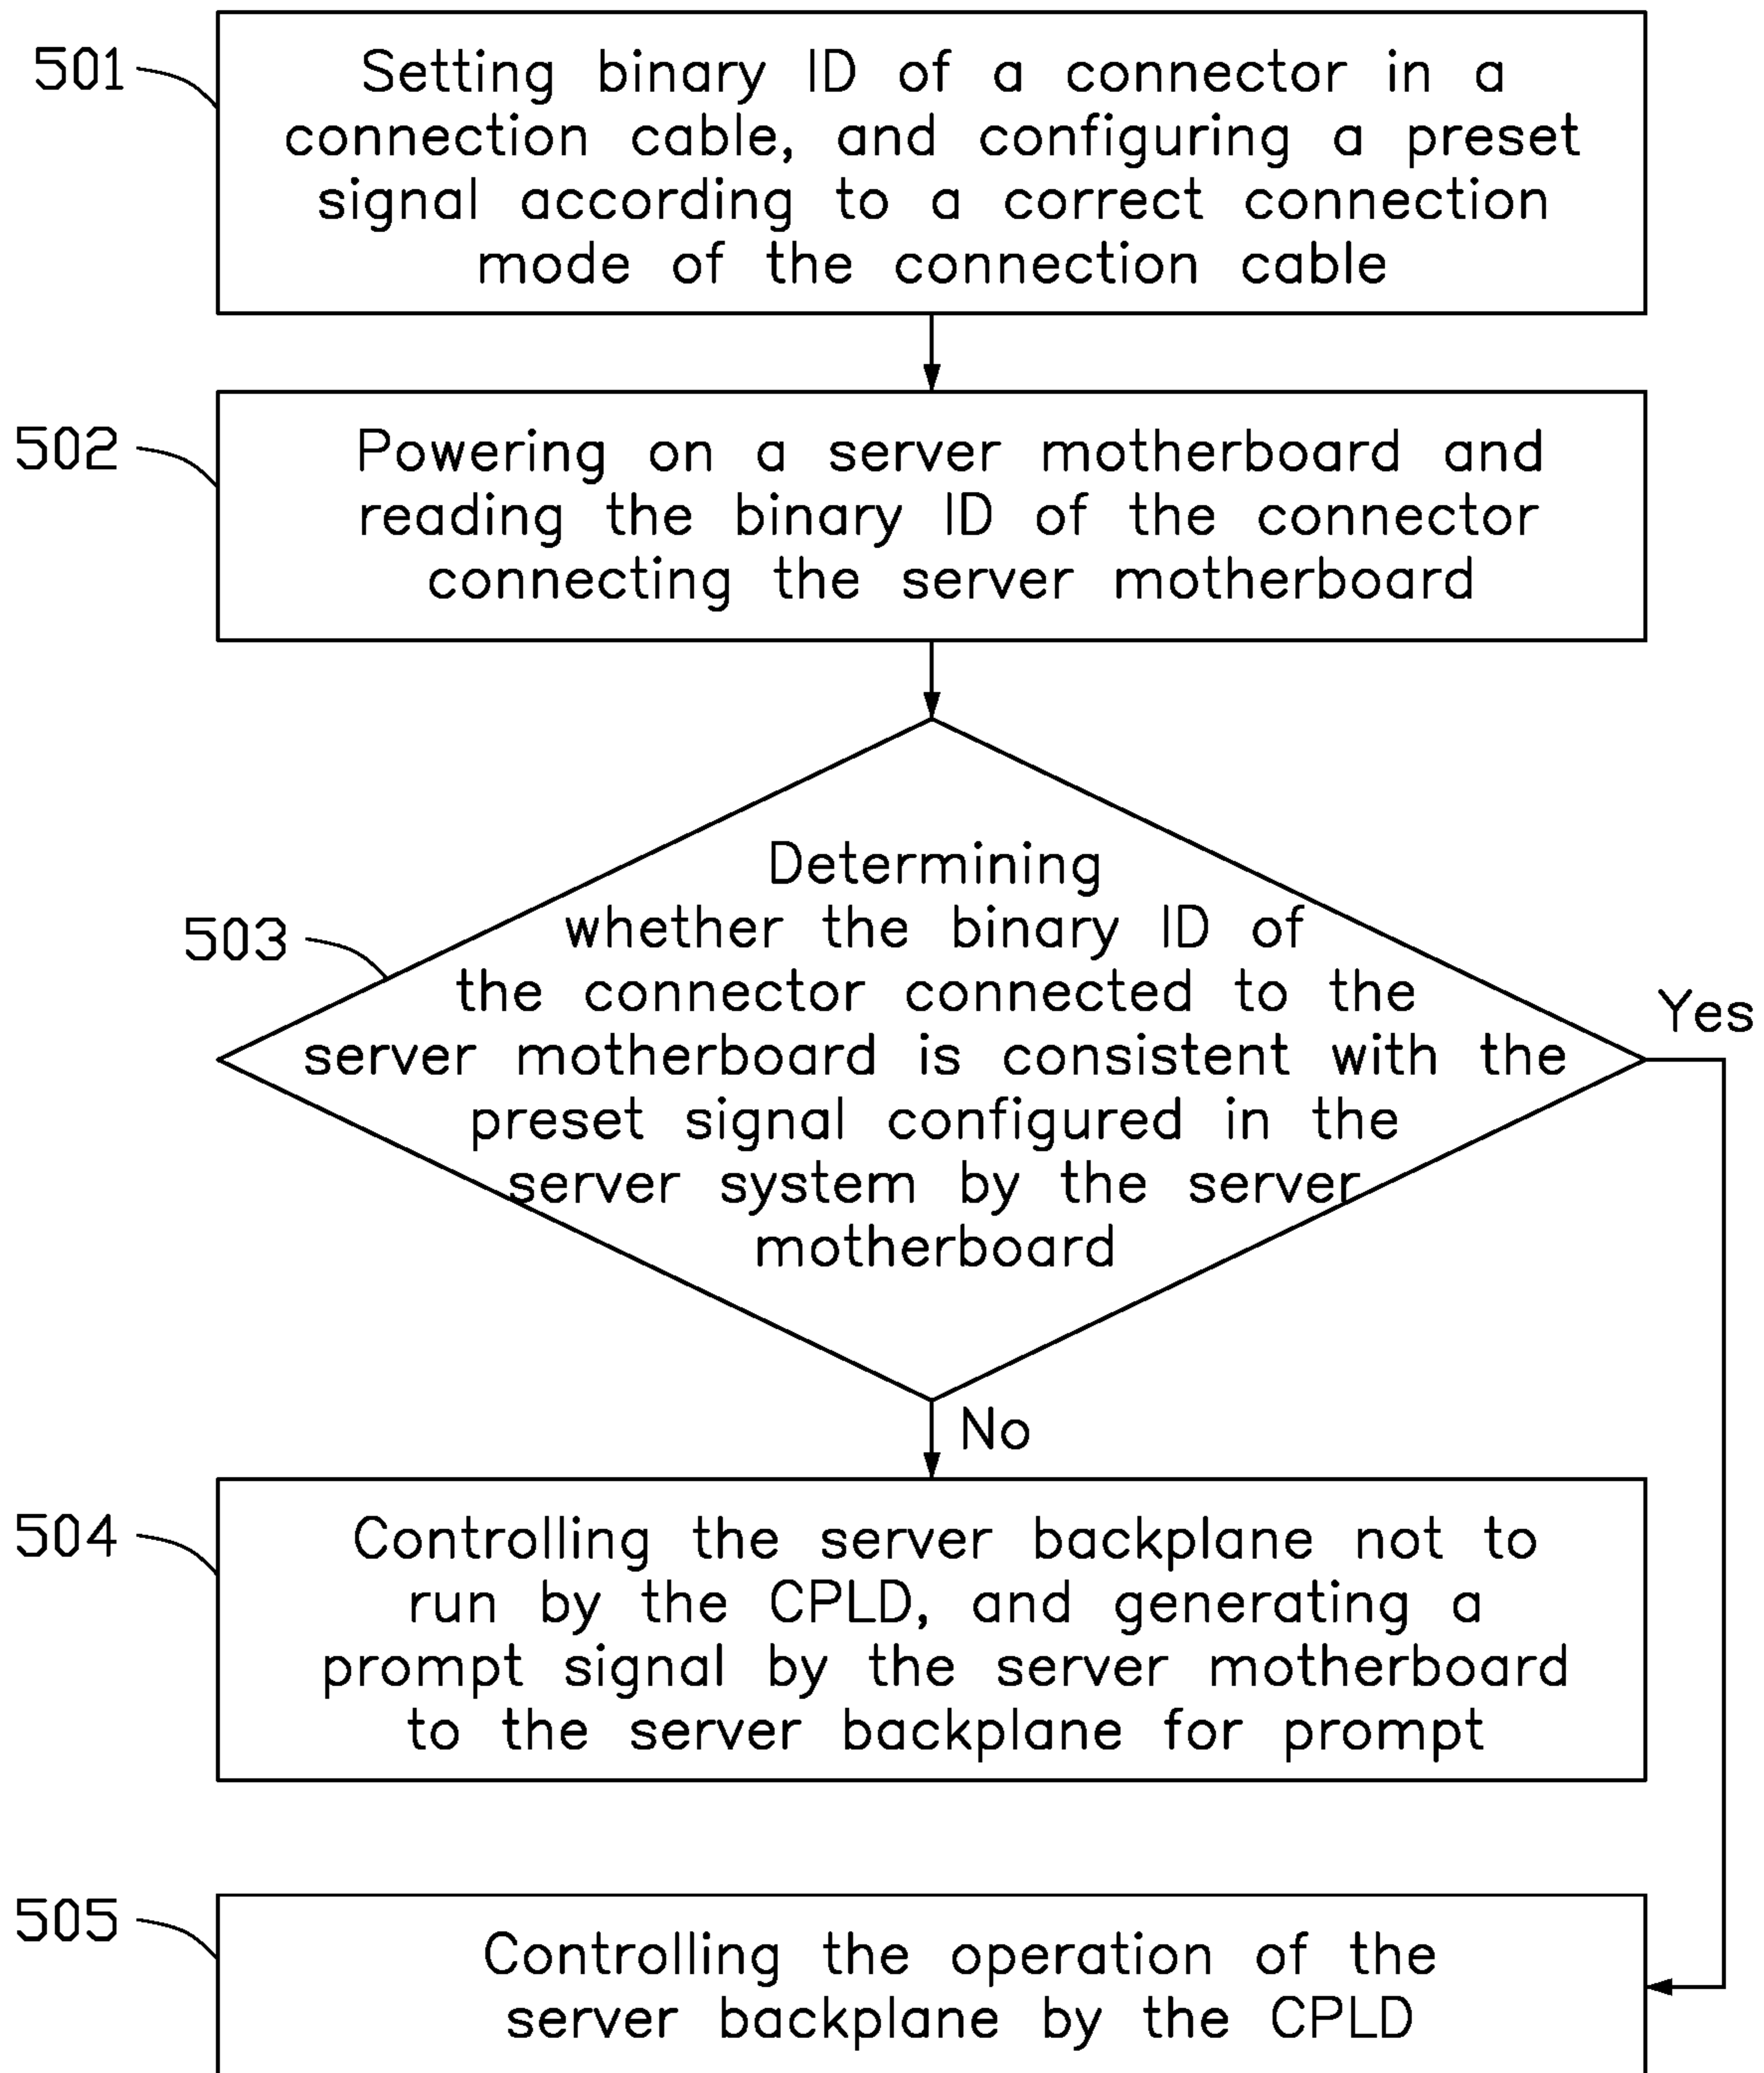 501
Setting binary ID of a connector in a
connection cable, and configuring a preset
signal according to a correct connection
mode of the connection cable
502
Powering on a server motherboard and
reading the binary ID of the connector
connecting the server motherboard
503
Determining
whether the binary ID of
the connector connected to the
server motherboard is consistent with the
preset signal configured in the
server system by the server
motherboard
Yes
No
504
Controlling the server backplane not to
run by the CPLD, and generating a
prompt signal by the server motherboard
to the server backplane for prompt
505
Controlling the operation of the
server backplane by the CPLD